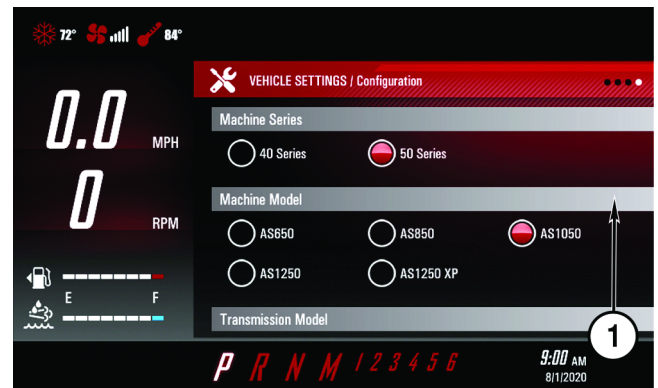 72° 84°
VEHICLE SETTINGS / Configuration
0.0 MPH
0 RPM
E F
Machine Series
40 Series 50 Series
Machine Model
AS650 AS850 AS1050
AS1250 AS1250 XP
Transmission Model
1
P R N M 1 2 3 4 5 6
9:00 AM
8/1/2020